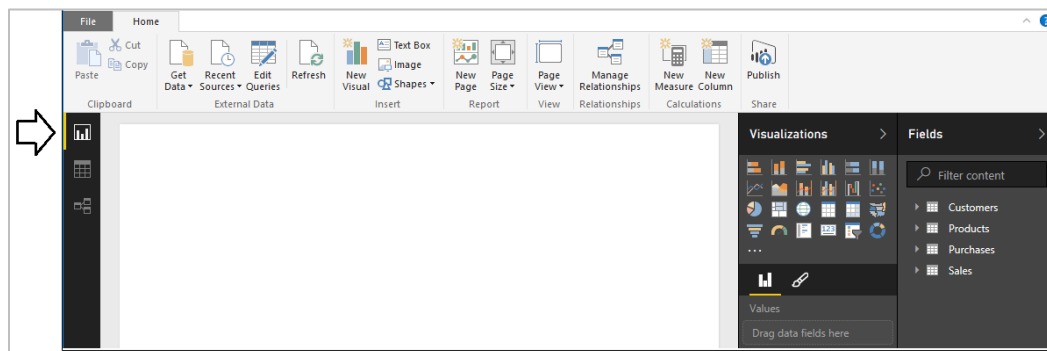 File Home
Paste
Cut
Copy
Clipboard
Get Data
Recent Sources
Edit Queries
Refresh
External Data
New Visual
Text Box
Image
Shapes
Insert
New Page
Page Size
Report
Page View
View
Manage Relationships
Relationships
New Measure
New Column
Calculations
Publish
Share
Visualizations
123
...
Values
Drag data fields here
Fields
Filter content
Customers
Products
Purchases
Sales